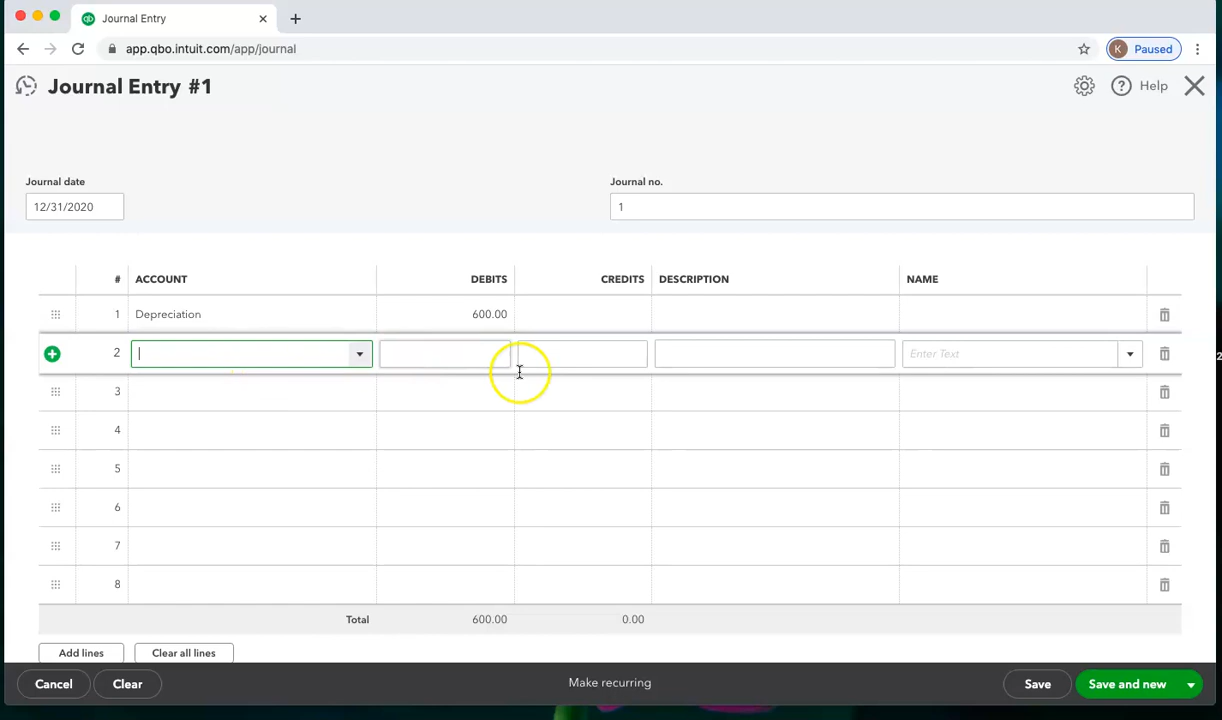 qb Journal Entry
app.qbo.intuit.com/app/journal
K Paused
Journal Entry #1
? Help
Journal date
Journal no.
12/31/2020
1
# ACCOUNT DEBITS CREDITS DESCRIPTION NAME
1 Depreciation 600.00
2 Enter Text
2
3
4
5
6
7
8
Total 600.00 0.00
Add lines Clear all lines
Cancel Clear Make recurring Save Save and new